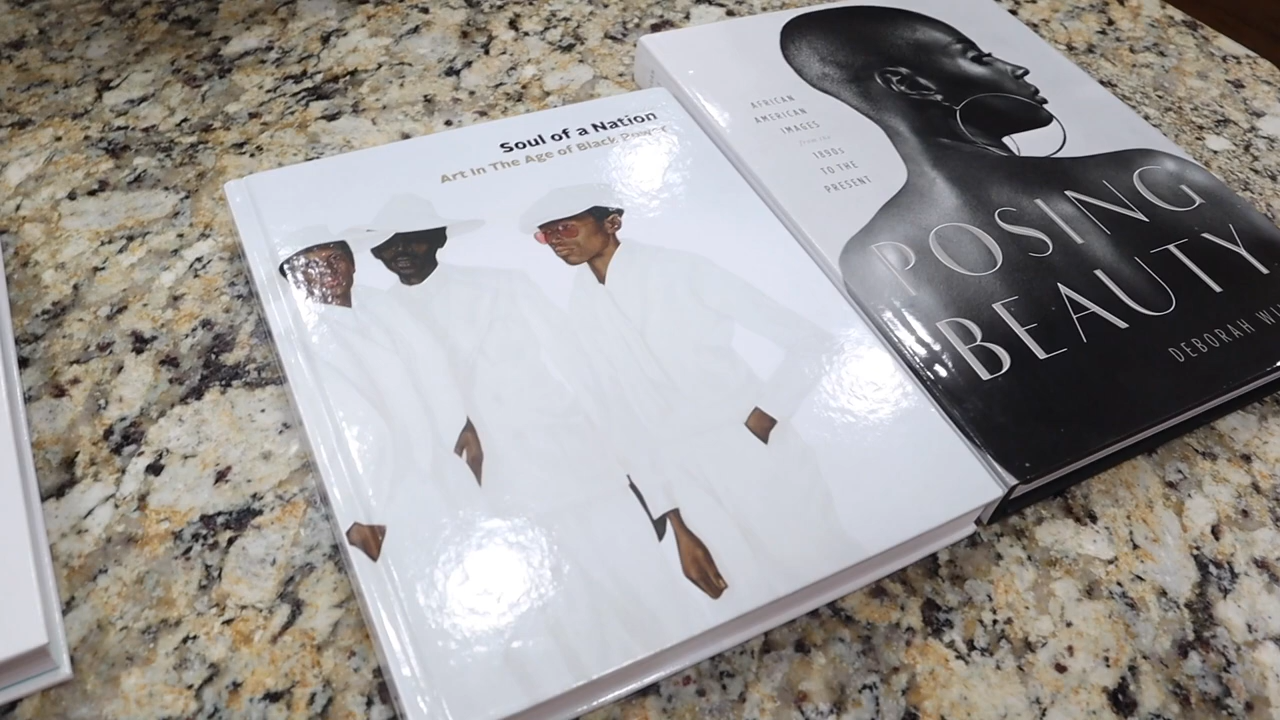 Soul of a Nation
Art In The Age of Black Power
AFRICAN
AMERICAN
IMAGES
from the
1890s
TO THE
PRESENT
POSING
BEAUTY
DEBORAH